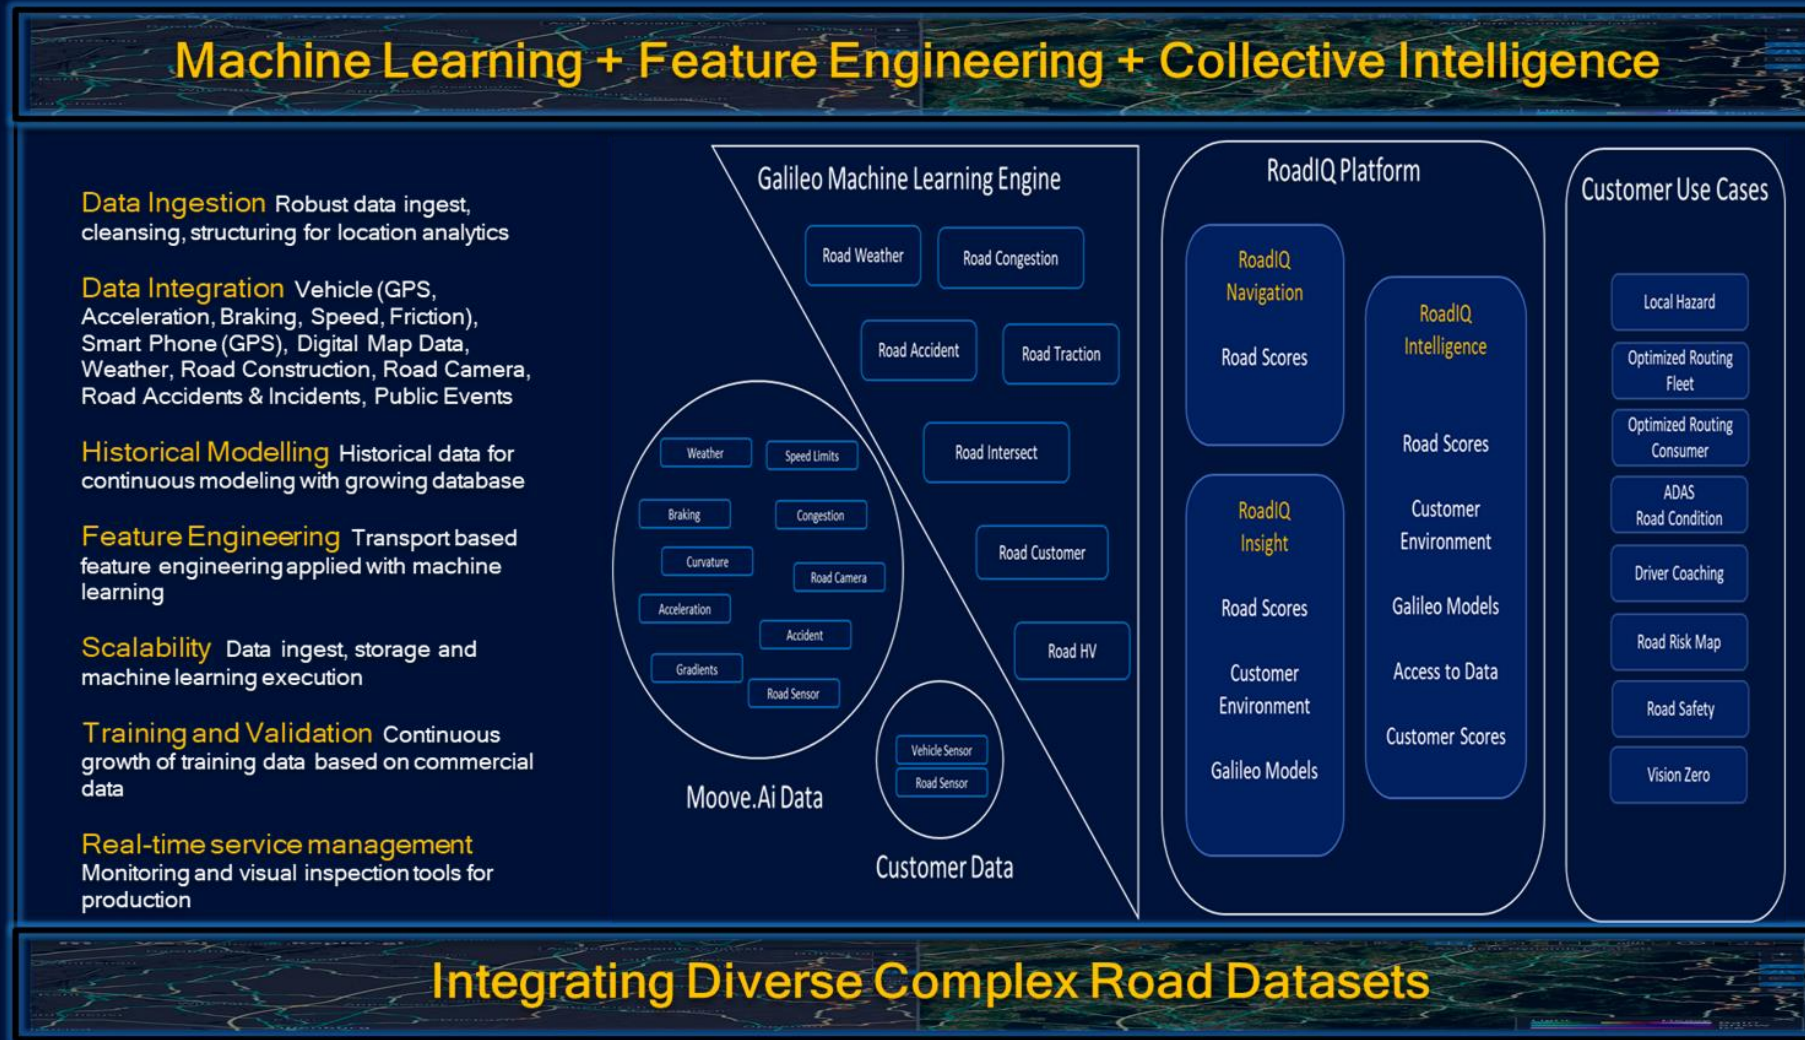 Machine Learning + Feature Engineering + Collective Intelligence
Data Ingestion Robust data ingest,
cleansing, structuring for location analytics
Data Integration Vehicle (GPS,
Acceleration, Braking, Speed, Friction),
Smart Phone (GPS), Digital Map Data,
Weather, Road Construction, Road Camera,
Road Accidents & Incidents, Public Events
Historical Modelling Historical data for
continuous modeling with growing database
Feature Engineering Transport based
feature engineering applied with machine
learning
Scalability Data ingest, storage and
machine learning execution
Training and Validation Continuous
growth of training data based on commercial
data
Real-time service management
Monitoring and visual inspection tools for
production
Galileo Machine Learning Engine
Road Weather
Road Congestion
Road Accident
Road Traction
Road Intersect
Road Customer
Road HV
Weather
Speed Limits
Braking
Congestion
Curvature
Road Camera
Acceleration
Accident
Gradients
Road Sensor
Moove.Ai Data
Vehicle Sensor
Road Sensor
Customer Data
RoadIQ Platform
RoadIQ
Navigation
Road Scores
RoadIQ
Insight
Road Scores
Customer
Environment
Galileo Models
RoadIQ
Intelligence
Road Scores
Customer
Environment
Galileo Models
Access to Data
Customer Scores
Customer Use Cases
Local Hazard
Optimized Routing
Fleet
Optimized Routing
Consumer
ADAS
Road Condition
Driver Coaching
Road Risk Map
Road Safety
Vision Zero
Integrating Diverse Complex Road Datasets